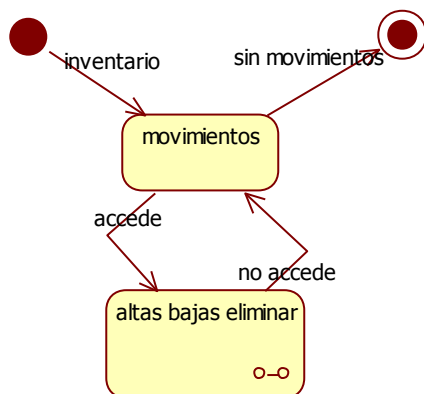 inventario
sin movimientos
movimientos
accede
no accede
altas bajas eliminar